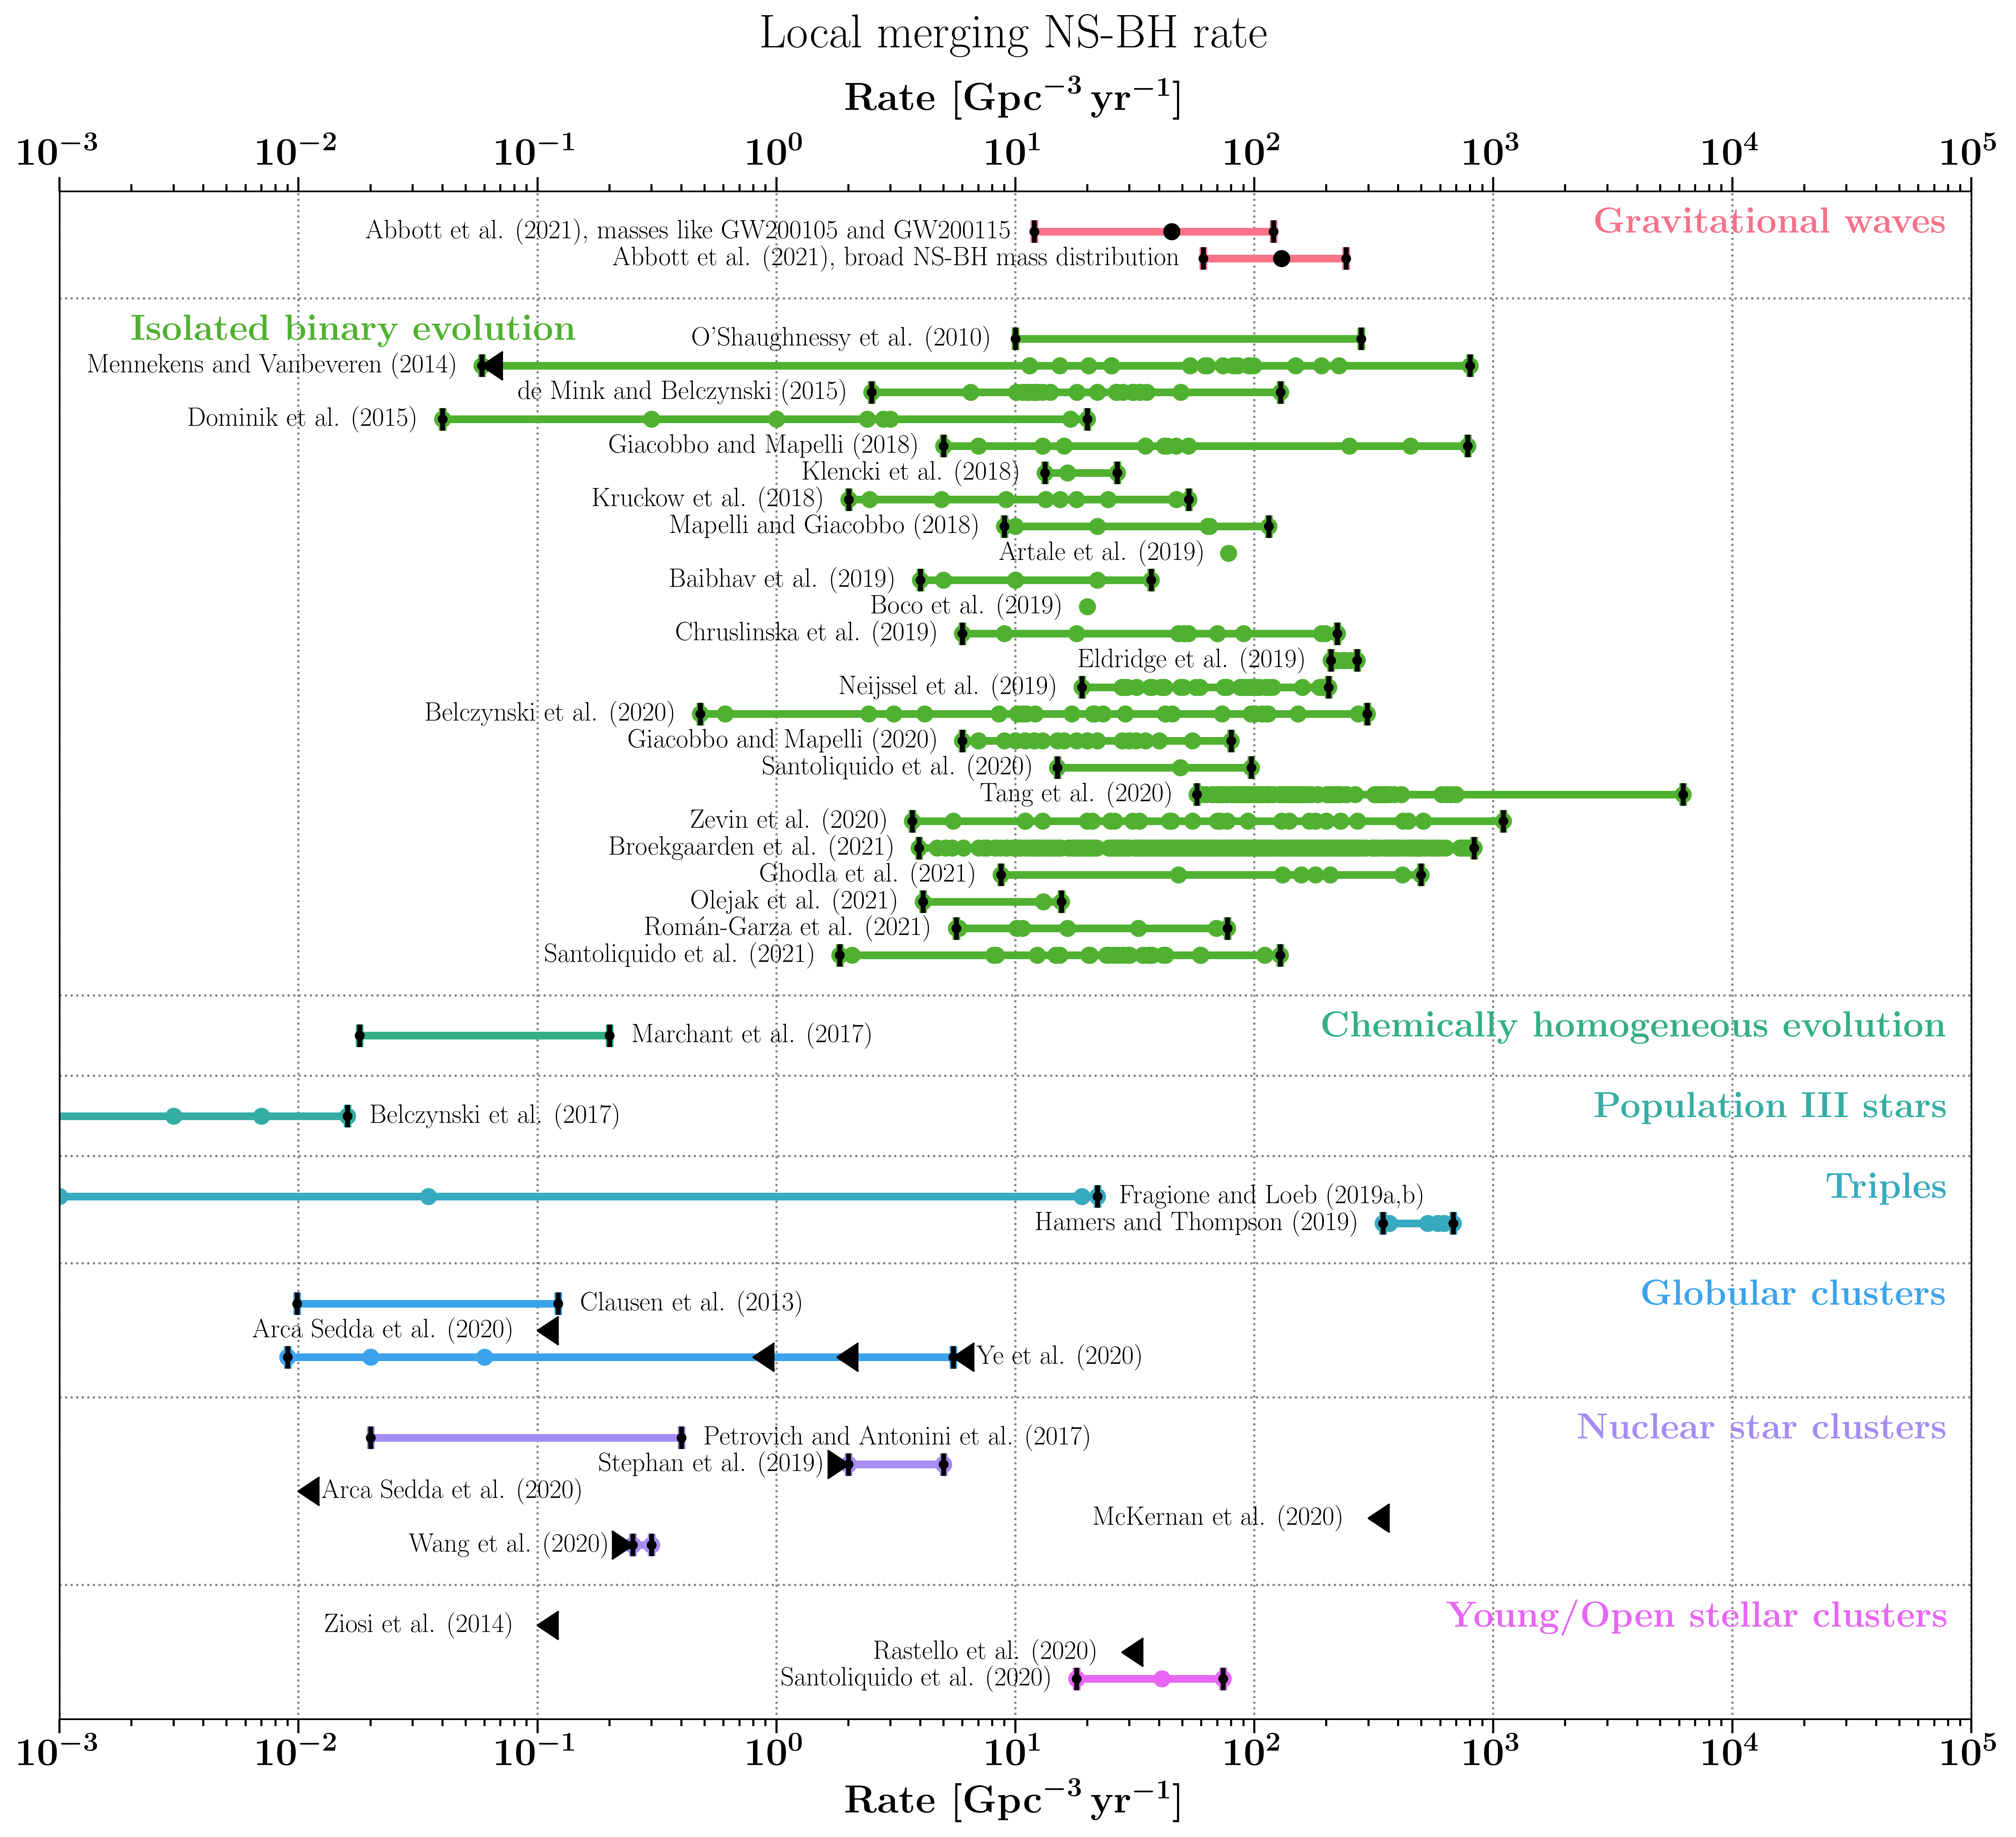 Local merging NS-BH rate
Rate [Gpc⁻³ yr⁻¹]
10⁻³ 10⁻² 10⁻¹ 10⁰ 10¹ 10² 10³ 10⁴ 10⁵
Gravitational waves
Abbott et al. (2021), masses like GW200105 and GW200115
Abbott et al. (2021), broad NS-BH mass distribution
Isolated binary evolution
O'Shaughnessy et al. (2010)
Mennekens and Vanbeveren (2014)
de Mink and Belczynski (2015)
Dominik et al. (2015)
Giacobbo and Mapelli (2018)
Klencki et al. (2018)
Kruckow et al. (2018)
Mapelli and Giacobbo (2018)
Artale et al. (2019)
Baibhav et al. (2019)
Boco et al. (2019)
Chruslinska et al. (2019)
Eldridge et al. (2019)
Neijssel et al. (2019)
Belczynski et al. (2020)
Giacobbo and Mapelli (2020)
Santoliquido et al. (2020)
Tang et al. (2020)
Zevin et al. (2020)
Broekgaarden et al. (2021)
Ghodla et al. (2021)
Olejak et al. (2021)
Román-Garza et al. (2021)
Santoliquido et al. (2021)
Chemically homogeneous evolution
Marchant et al. (2017)
Population III stars
Belczynski et al. (2017)
Triples
Fragione and Loeb (2019a,b)
Hamers and Thompson (2019)
Globular clusters
Clausen et al. (2013)
Arca Sedda et al. (2020)
Ye et al. (2020)
Nuclear star clusters
Petrovich and Antonini et al. (2017)
Stephan et al. (2019)
Arca Sedda et al. (2020)
McKernan et al. (2020)
Wang et al. (2020)
Young/Open stellar clusters
Ziosi et al. (2014)
Rastello et al. (2020)
Santoliquido et al. (2020)
10⁻³ 10⁻² 10⁻¹ 10⁰ 10¹ 10² 10³ 10⁴ 10⁵
Rate [Gpc⁻³ yr⁻¹]